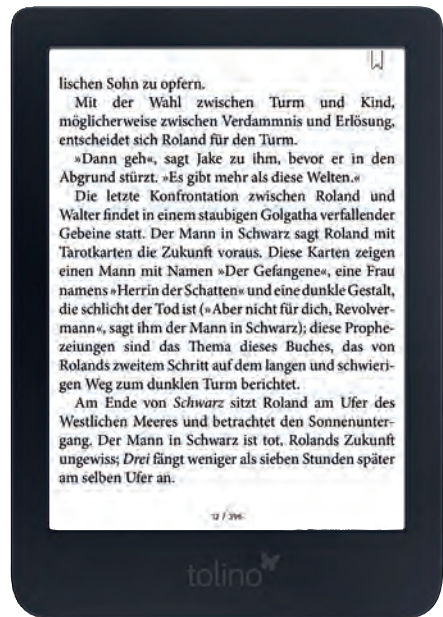 lischen Sohn zu opfern.
Mit der Wahl zwischen Turm und Kind,
möglicherweise zwischen Verdammnis und Erlösung,
entscheidet sich Roland für den Turm.
»Dann geh«, sagt Jake zu ihm, bevor er in den
Abgrund stürzt. »Es gibt mehr als diese Welten.«
Die letzte Konfrontation zwischen Roland und
Walter findet in einem staubigen Golgatha verfallender
Gebeine statt. Der Mann in Schwarz sagt Roland mit
Tarotkarten die Zukunft voraus. Diese Karten zeigen
einen Mann mit Namen »Der Gefangene«, eine Frau
namens »Herrin der Schatten« und eine dunkle Gestalt,
die schlicht der Tod ist (»Aber nicht für dich, Revolver-
mann«, sagt ihm der Mann in Schwarz); diese Prophe-
zeiungen sind das Thema dieses Buches, das von
Rolands zweitem Schritt auf dem langen und schwieri-
gen Weg zum dunklen Turm berichtet.
Am Ende von Schwarz sitzt Roland am Ufer des
Westlichen Meeres und betrachtet den Sonnenunter-
gang. Der Mann in Schwarz ist tot, Rolands Zukunft
ungewiss; Drei fängt weniger als sieben Stunden später
am selben Ufer an.
12 / 396
tolino